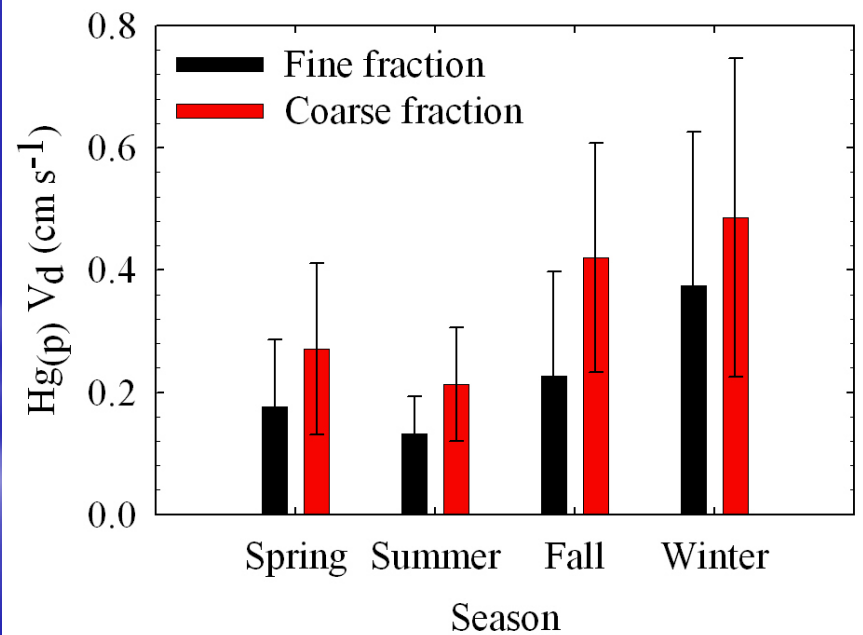 0.8
Fine fraction
Coarse fraction
0.6
0.4
0.2
0.0
Hg(p) Vd (cm s-1)
Spring Summer Fall Winter
Season